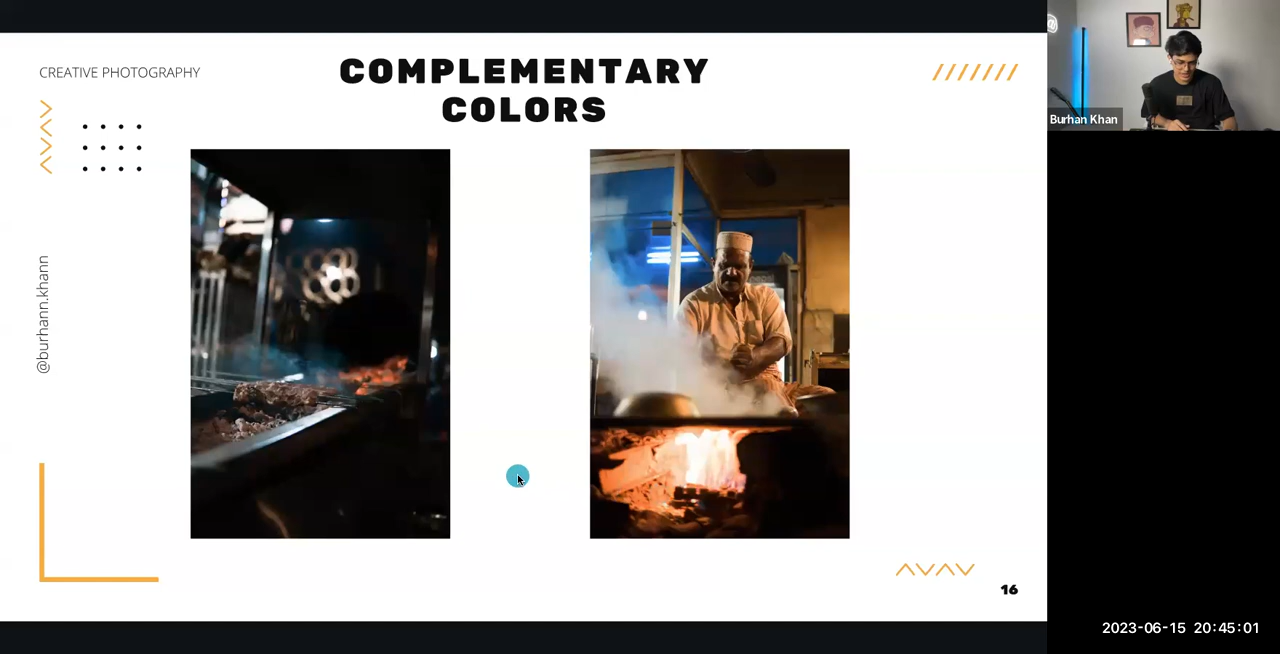 CREATIVE PHOTOGRAPHY
COMPLEMENTARY
COLORS
@burhann.khann
16
Burhan Khan
2023-06-15 20:45:01